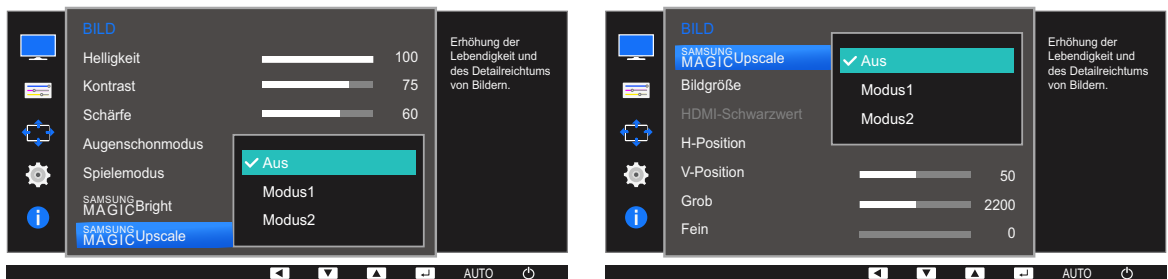 BILD
Helligkeit 100
Kontrast 75
Schärfe 60
Augenschonmodus
Spielemodus
SAMSUNG
MAGICBright
SAMSUNG
MAGICUpscale
Aus
Modus1
Modus2
Erhöhung der
Lebendigkeit und
des Detailreichtums
von Bildern.
AUTO
BILD
SAMSUNG
MAGICUpscale
Bildgröße
HDMI-Schwarzwert
H-Position
V-Position 50
Grob 2200
Fein 0
Aus
Modus1
Modus2
Erhöhung der
Lebendigkeit und
des Detailreichtums
von Bildern.
AUTO